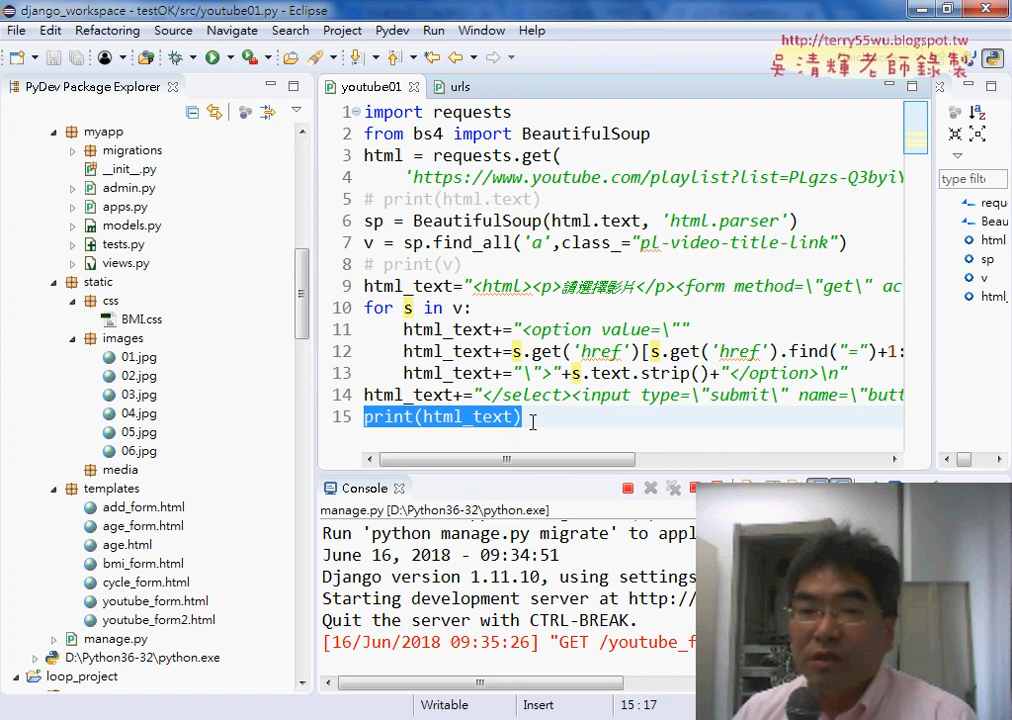 django_workspace - testOK/src/youtube01.py - Eclipse
File Edit Refactoring Source Navigate Search Project Pydev Run Window Help
http://terry55wu.blogspot.tw
吳清輝老師錄製
PyDev Package Explorer
myapp
migrations
__init__.py
admin.py
apps.py
models.py
tests.py
views.py
static
css
BMI.css
images
01.jpg
02.jpg
03.jpg
04.jpg
05.jpg
06.jpg
media
templates
add_form.html
age_form.html
age.html
bmi_form.html
cycle_form.html
youtube_form.html
youtube_form2.html
manage.py
D:\Python36-32\python.exe
loop_project
youtube01 urls
1 import requests
2 from bs4 import BeautifulSoup
3 html = requests.get(
4 'https://www.youtube.com/playlist?list=PLgzs-Q3byiY
5 # print(html.text)
6 sp = BeautifulSoup(html.text, 'html.parser')
7 v = sp.find_all('a',class_="pl-video-title-link")
8 # print(v)
9 html_text="<html><p>請選擇影片</p><form method=\"get\" ac
10 for s in v:
11 html_text+="<option value=\""
12 html_text+=s.get('href')[s.get('href').find("=")+1:
13 html_text+="\">"+s.text.strip()+"</option>\n"
14 html_text+="</select><input type=\"submit\" name=\"butt
15 print(html_text)
type filte
requ
Beau
html
sp
v
html_
Console
manage.py [D:\Python36-32\python.exe]
Run 'python manage.py migrate' to appl
June 16, 2018 - 09:34:51
Django version 1.11.10, using settings
Starting development server at http://
Quit the server with CTRL-BREAK.
[16/Jun/2018 09:35:26] "GET /youtube_f
Writable Insert 15 : 17